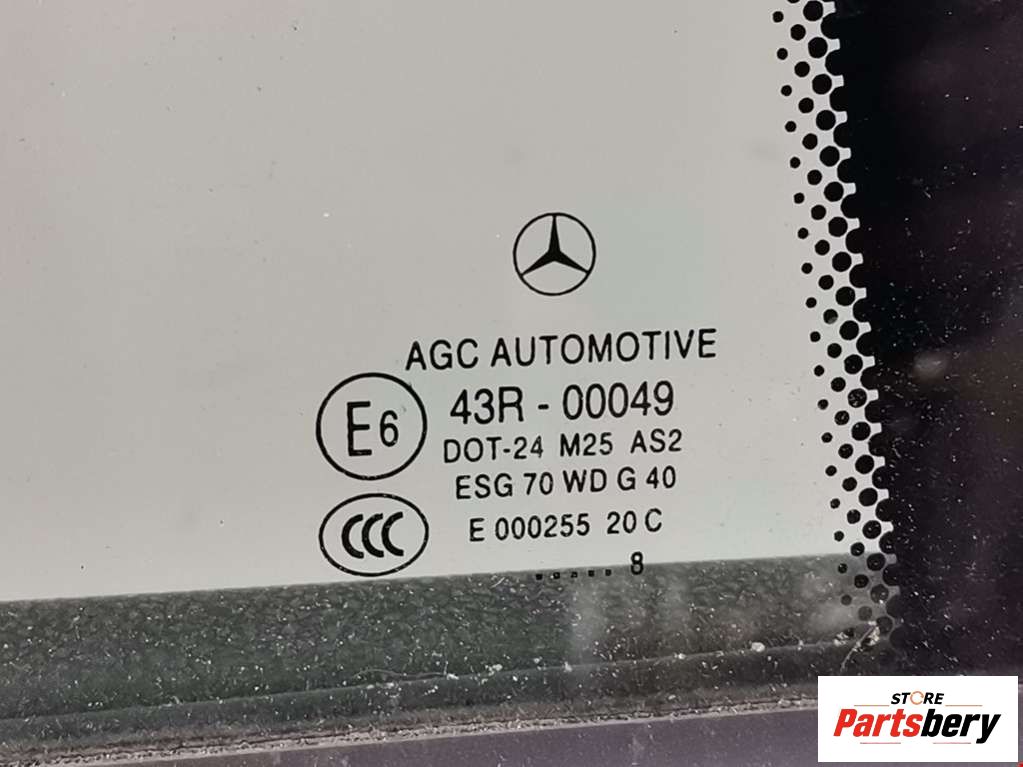 AGC AUTOMOTIVE
E6
43R - 00049
DOT-24 M25 AS2
ESG 70 WD G 40
CCC
E 000255 20 C
..... 8
STORE
Partsbery